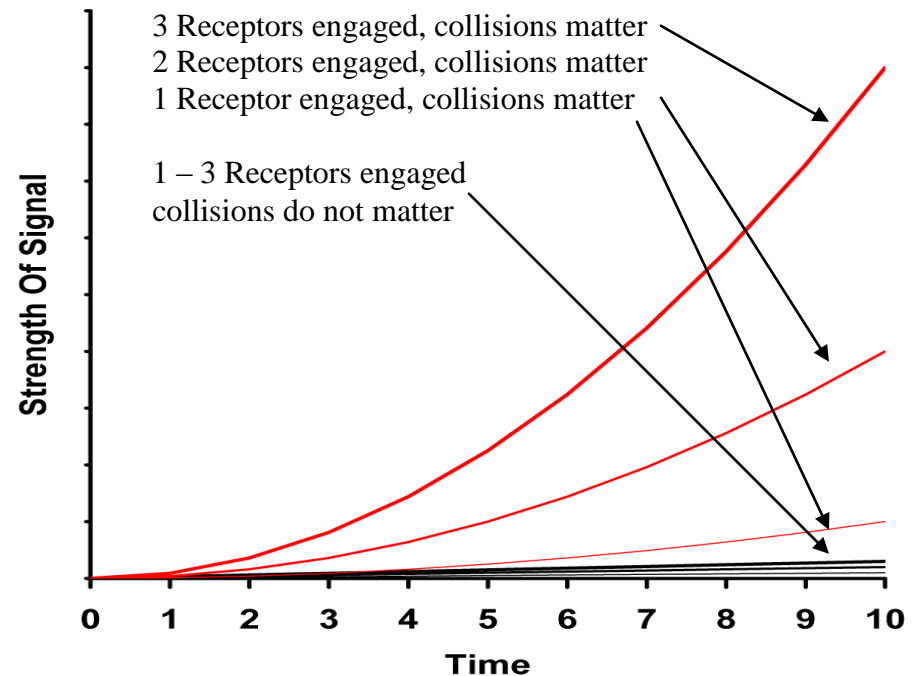 3 Receptors engaged, collisions matter
2 Receptors engaged, collisions matter
1 Receptor engaged, collisions matter
1 – 3 Receptors engaged
collisions do not matter
Strength Of Signal
0 1 2 3 4 5 6 7 8 9 10
Time